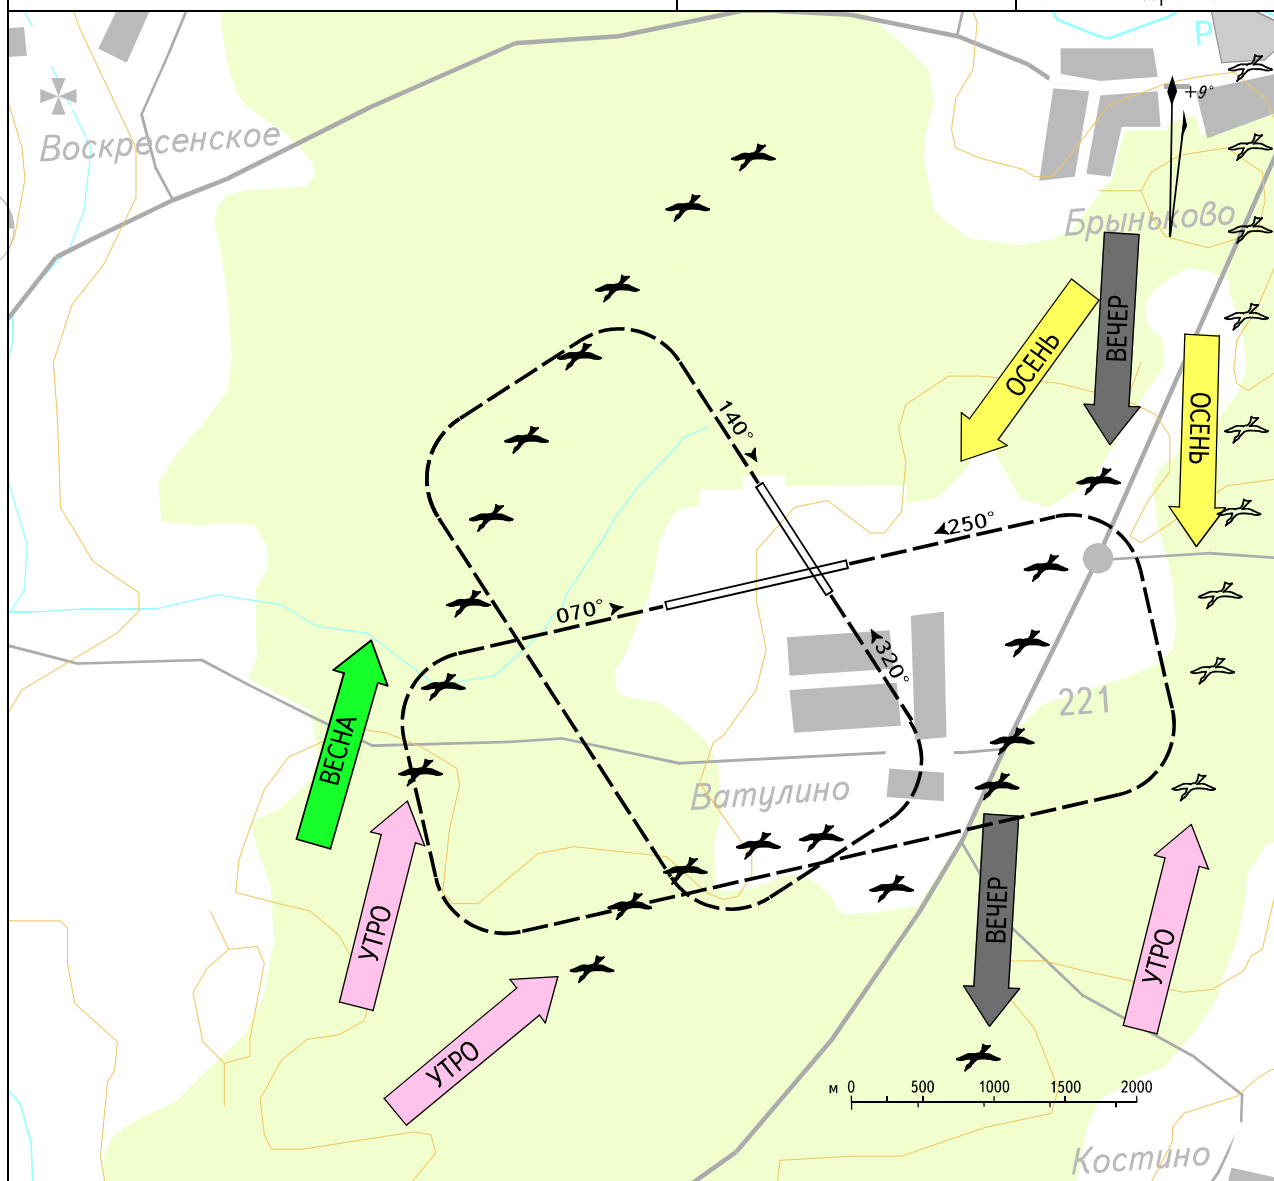 Р
+9°
Воскресенское
Брыньково
ВЕЧЕР
ОСЕНЬ
ОСЕНЬ
140°
250°
070°
320°
221
ВЕСНА
Ватулино
ВЕЧЕР
УТРО
УТРО
УТРО
м 0 500 1000 1500 2000
Костино